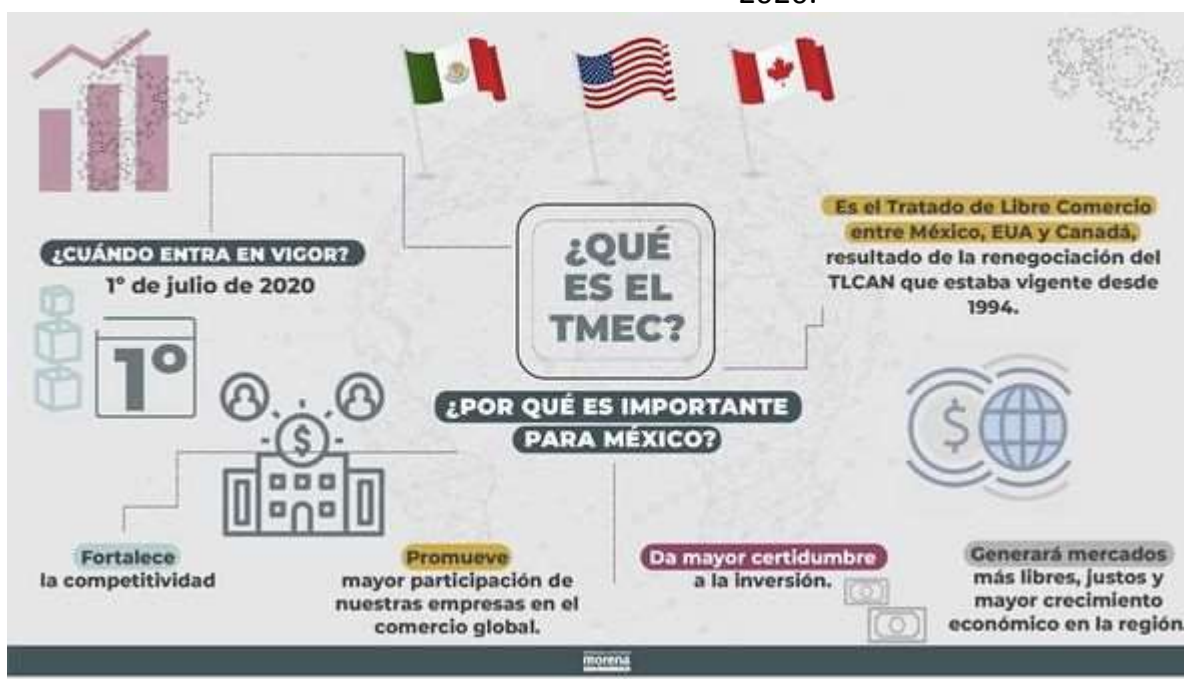 ¿QUÉ
ES EL
TMEC?
Es el Tratado de Libre Comercio
entre México, EUA y Canadá,
resultado de la renegociación del
TLCAN que estaba vigente desde
1994.
¿CUÁNDO ENTRA EN VIGOR?
1º de julio de 2020
1º
$
$
¿POR QUÉ ES IMPORTANTE
PARA MÉXICO?
Fortalece
la competitividad
Promueve
mayor participación de
nuestras empresas en el
comercio global.
Da mayor certidumbre
a la inversión.
Generará mercados
más libres, justos y
mayor crecimiento
económico en la región.
morena